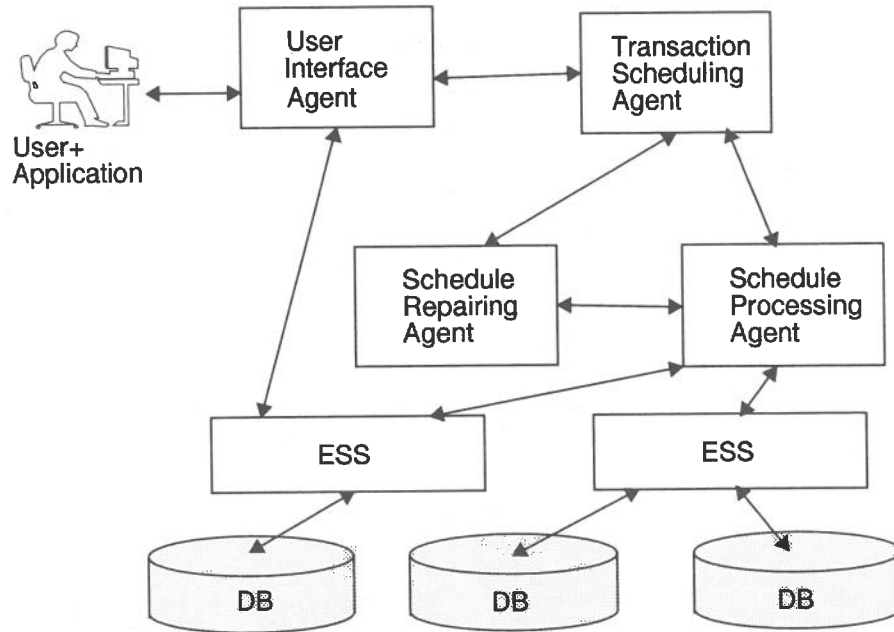 User
Interface
Agent
Transaction
Scheduling
Agent
User+
Application
Schedule
Repairing
Agent
Schedule
Processing
Agent
ESS
ESS
DB
DB
DB